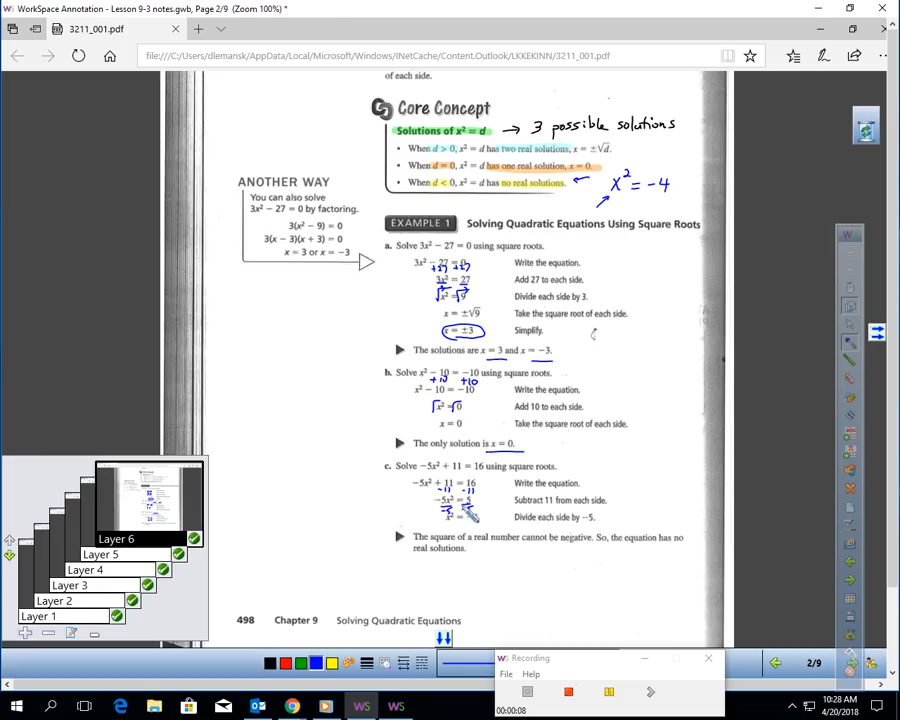 WorkSpace Annotation - Lesson 9-3 notes.gwb, Page 2/9 (Zoom 100%) *
3211_001.pdf
file:///C:/Users/dlemansk/AppData/Local/Microsoft/Windows/INetCache/Content.Outlook/LKKEKINN/3211_001.pdf
of each side.
Core Concept
Solutions of x² = d → 3 possible solutions
• When d > 0, x² = d has two real solutions, x = ±√d.
• When d = 0, x² = d has one real solution, x = 0.
• When d < 0, x² = d has no real solutions. ←
x² = -4
ANOTHER WAY
You can also solve
3x² − 27 = 0 by factoring.
3(x² − 9) = 0
3(x − 3)(x + 3) = 0
x = 3 or x = −3
EXAMPLE 1 Solving Quadratic Equations Using Square Roots
a. Solve 3x² − 27 = 0 using square roots.
3x² − 27 = 0 Write the equation.
+27 +27
3x² = 27 Add 27 to each side.
x² = 9 Divide each side by 3.
x = ±√9 Take the square root of each side.
x = ±3 Simplify.
The solutions are x = 3 and x = −3.
b. Solve x² − 10 = −10 using square roots.
+10 +10
x² − 10 = −10 Write the equation.
x² = 0 Add 10 to each side.
x = 0 Take the square root of each side.
The only solution is x = 0.
c. Solve −5x² + 11 = 16 using square roots.
−5x² + 11 = 16 Write the equation.
-11 -11
−5x² = 5 Subtract 11 from each side.
-5
x² = Divide each side by −5.
The square of a real number cannot be negative. So, the equation has no
real solutions.
498 Chapter 9 Solving Quadratic Equations
Layer 6
Layer 5
Layer 4
Layer 3
Layer 2
Layer 1
Recording
File Help
00:00:08
2/9
10:28 AM
4/20/2018